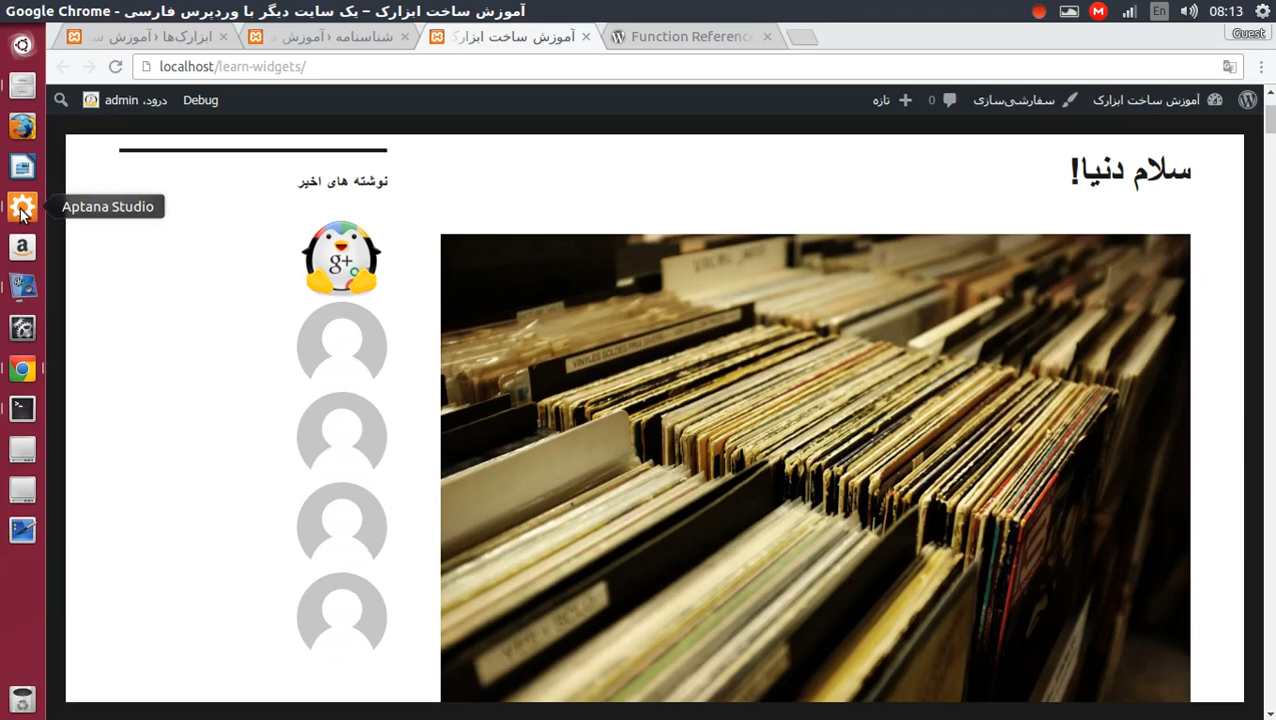 Google Chrome - آموزش ساخت ابزارک – یک سایت دیگر با وردپرس فارسی
En
08:13
ابزارک‌ها ‹ آموزش س
شناسنامه ‹ آموزش
آموزش ساخت ابزارک
Function Reference
Guest
localhost/learn-widgets/
درود، admin
Debug
تازه
0
سفارشی‌سازی
آموزش ساخت ابزارک
سلام دنیا!
نوشته های اخیر
Aptana Studio
g+
VINYLES SOLDES